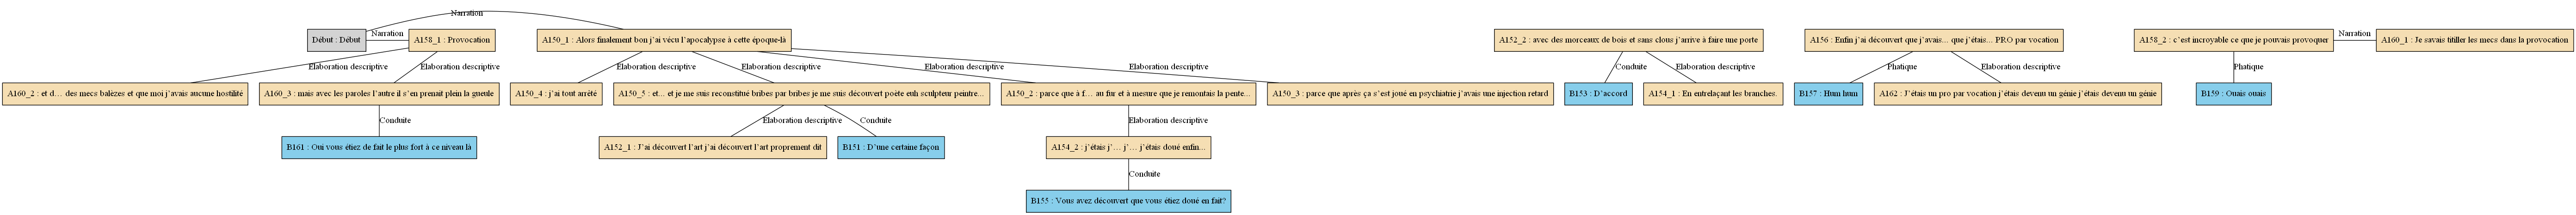 Narration
Début : Début
Narration
A158_1 : Provocation
A150_1 : Alors finalement bon j'ai vécu l'apocalypse à cette époque-là
A152_2 : avec des morceaux de bois et sans clous j'arrive à faire une porte
A156 : Enfin j'ai découvert que j'avais... que j'étais... PRO par vocation
A158_2 : c'est incroyable ce que je pouvais provoquer
Narration
A160_1 : Je savais titiller les mecs dans la provocation
Elaboration descriptive
Elaboration descriptive
Elaboration descriptive
Elaboration descriptive
Elaboration descriptive
Elaboration descriptive
Conduite
Elaboration descriptive
Phatique
Elaboration descriptive
Phatique
A160_2 : et d… des mecs balèzes et que moi j'avais aucune hostilité
A160_3 : mais avec les paroles l'autre il s'en prenait plein la gueule
A150_4 : j'ai tout arrêté
A150_5 : et... et je me suis reconstitué bribes par bribes je me suis découvert poète euh sculpteur peintre...
A150_2 : parce que à f… au fur et à mesure que je remontais la pente...
A150_3 : parce que après ça s'est joué en psychiatrie j'avais une injection retard
B153 : D'accord
A154_1 : En entrelaçant les branches.
B157 : Hum hum
A162 : J'étais un pro par vocation j'étais devenu un génie j'étais devenu un génie
B159 : Ouais ouais
Conduite
Elaboration descriptive
Conduite
Elaboration descriptive
B161 : Oui vous étiez de fait le plus fort à ce niveau là
A152_1 : J'ai découvert l'art j'ai découvert l'art proprement dit
B151 : D'une certaine façon
A154_2 : j'étais j'… j'… j'étais doué enfin...
Conduite
B155 : Vous avez découvert que vous étiez doué en fait?